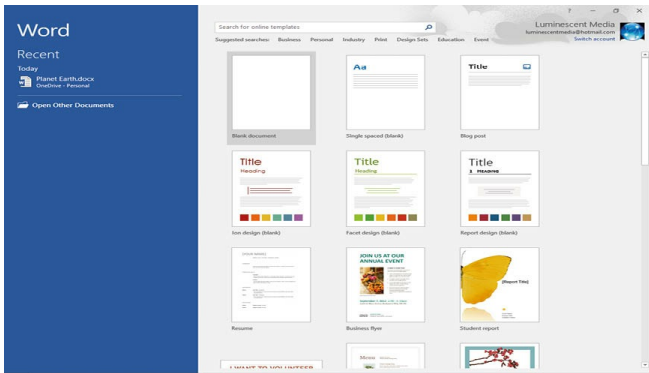 Word
Recent
Today
Planet Earth.docx
OneDrive - Personal
Open Other Documents
Search for online templates
Suggested searches: Business Personal Industry Print Design Sets Education Event
Luminescent Media
luminescentmedia@hotmail.com
Switch account
Blank document
Aa
Single spaced (blank)
Title
Blog post
Title
Heading
Ion design (blank)
Title
Heading
Facet design (blank)
Title
1 HEADING
Report design (blank)
Resume
JOIN US AT OUR
ANNUAL EVENT
Business flyer
[Report Title]
Student report
I WANT TO VOLUNTEER